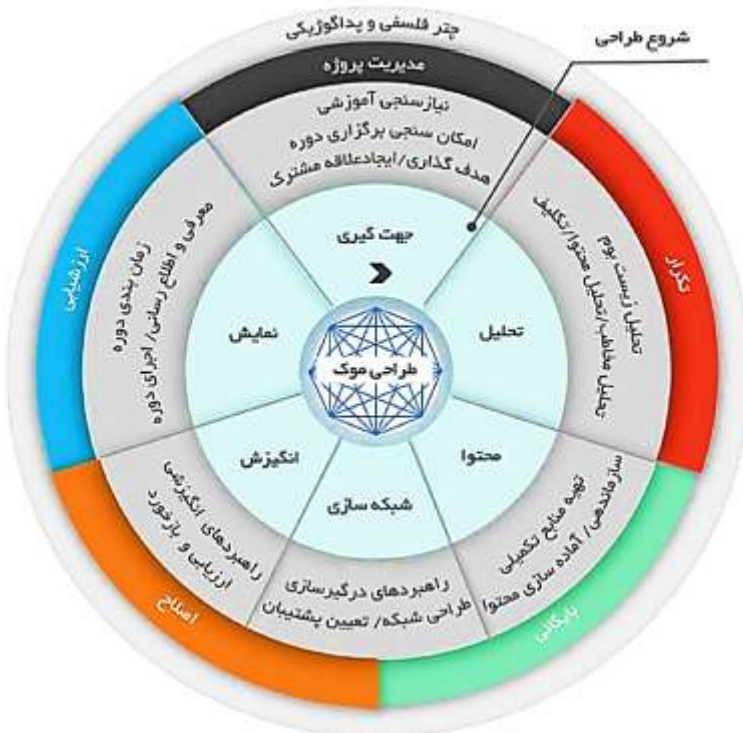 چتر فلسفی و پداگوژیکی
شروع طراحی
مدیریت پروژه
نیازسنجی آموزشی
امکان سنجی برگزاری دوره
هدف گذاری/ایجادعلاقه مشترک
جهت گیری
تکرار
تحلیل زیست بوم
تحلیل مخاطب/تحلیل محتوا/تکلیف
تحلیل
پایگانی
تهیه منابع تکمیلی
سازماندهی/ آماده سازی محتوا
محتوا
راهبردهای درگیرسازی
طراحی شبکه/ تعیین پشتیبان
شبکه سازی
اصلاح
راهبردهای انگیزشی
ارزیابی و بازخورد
انگیزش
ارزشیابی
معرفی و اطلاع رسانی/ اجرای دوره
زمان بندی دوره
نمایش
طراحی موک